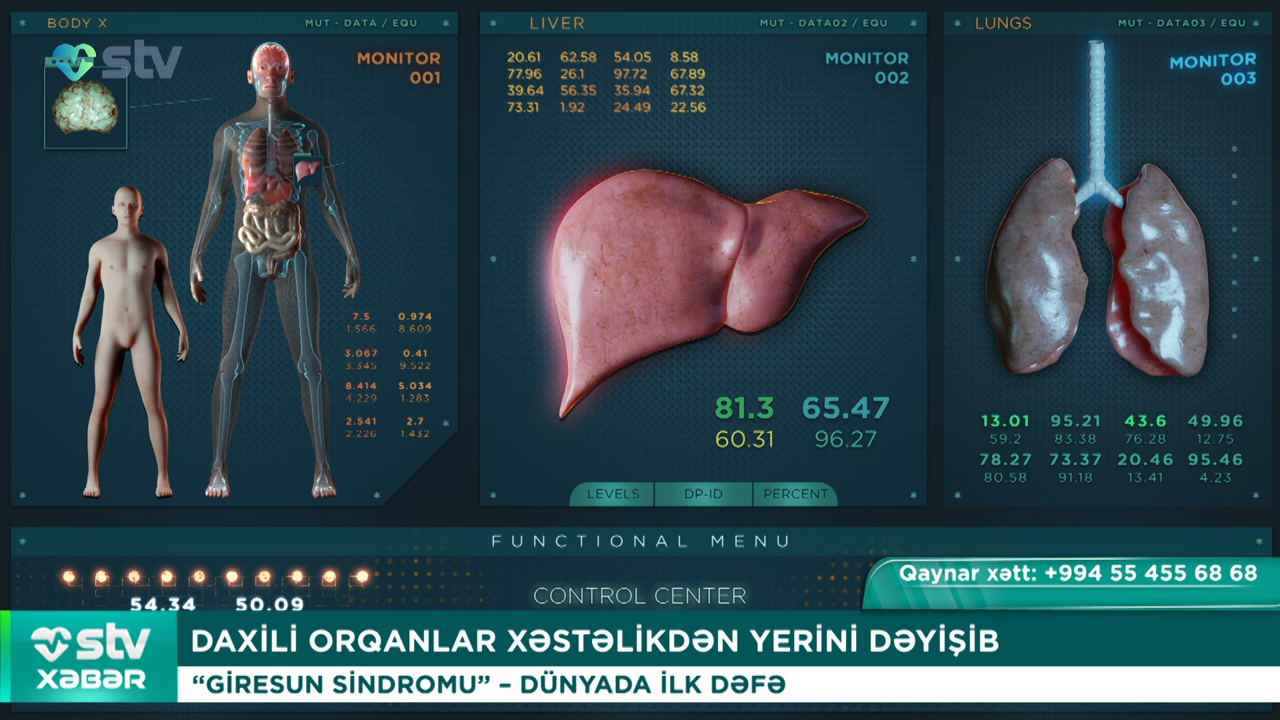 BODY X
MUT - DATA / EQU
stv
MONITOR
001
7.5 0.974
1.566 8.609
3.067 0.41
3.345 9.522
8.414 5.034
4.229 1.283
2.541 2.7
2.226 1.432
LIVER
MUT - DATA02 / EQU
20.61 62.58 54.05 8.58
77.96 26.1 97.72 67.89
39.64 56.35 35.94 67.32
73.31 1.92 24.49 22.56
MONITOR
002
81.3 65.47
60.31 96.27
LEVELS DP-ID PERCENT
LUNGS
MUT - DATA03 / EQU
MONITOR
003
13.01 95.21 43.6 49.96
59.2 83.38 76.28 12.75
78.27 73.37 20.46 95.46
80.58 91.18 13.41 4.23
FUNCTIONAL MENU
CONTROL CENTER
54.34 50.09
Qaynar xətt: +994 55 455 68 68
stv
XƏBƏR
DAXİLİ ORQANLAR XƏSTƏLİKDƏN YERİNİ DƏYİŞİB
“GİRESUN SİNDROMU” – DÜNYADA İLK DƏFƏ